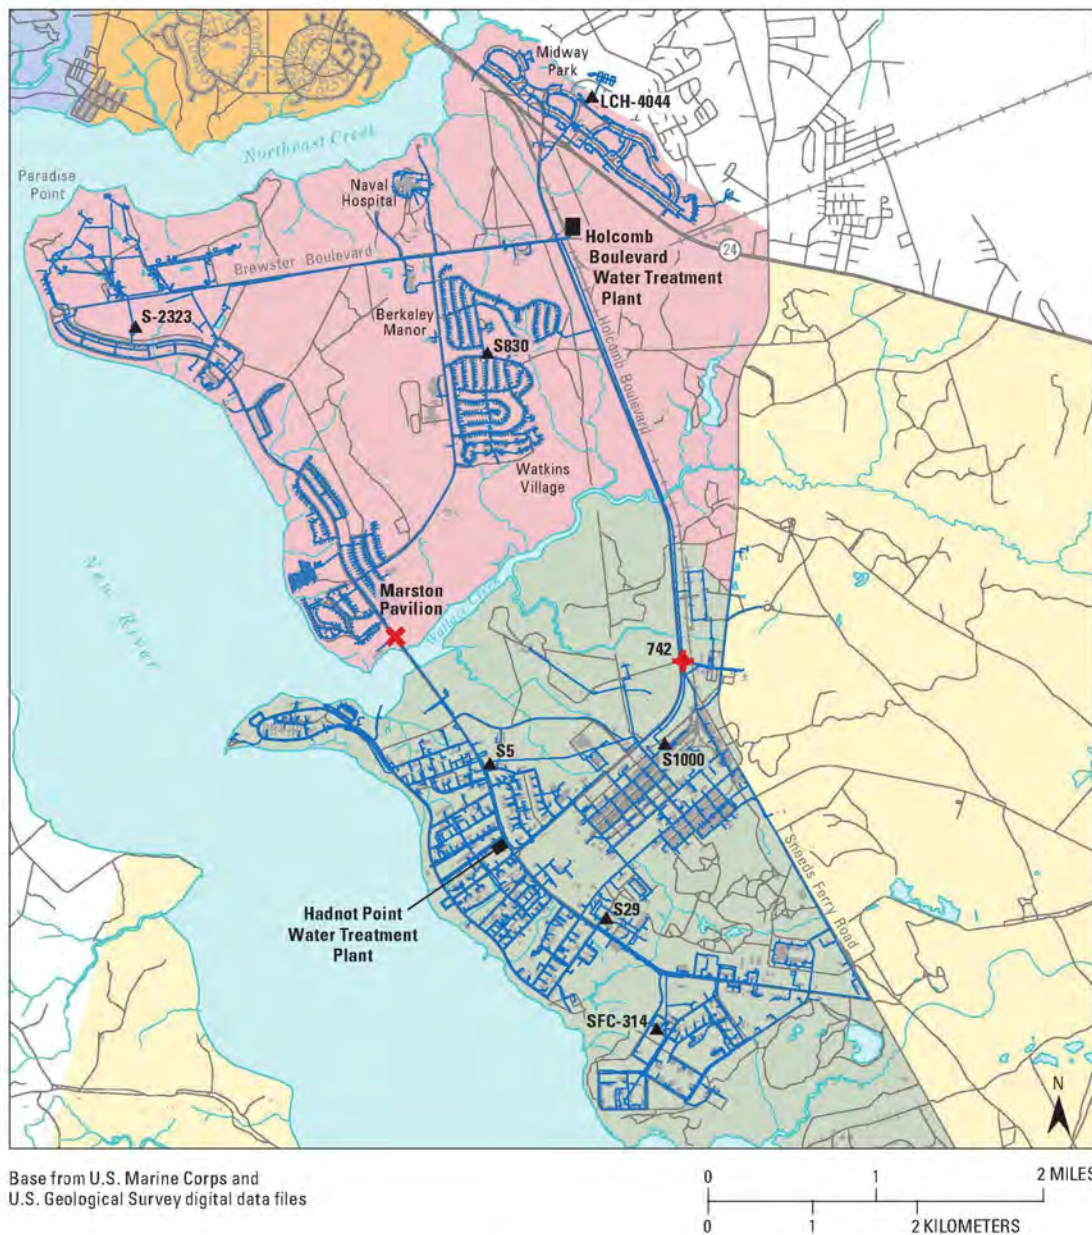 Midway
Park
LCH-4044
Northeast Creek
Paradise
Point
Naval
Hospital
Holcomb
Boulevard
Water Treatment
Plant
24
Brewster Boulevard
S-2323
Berkeley
Manor
S830
Holcomb Boulevard
Watkins
Village
New River
Marston
Pavilion
Wallace Creek
742
S5
S1000
Sneeds Ferry Road
Hadnot Point
Water Treatment
Plant
S29
SFC-314
N
Base from U.S. Marine Corps and
U.S. Geological Survey digital data files
0 1 2 MILES
0 1 2 KILOMETERS